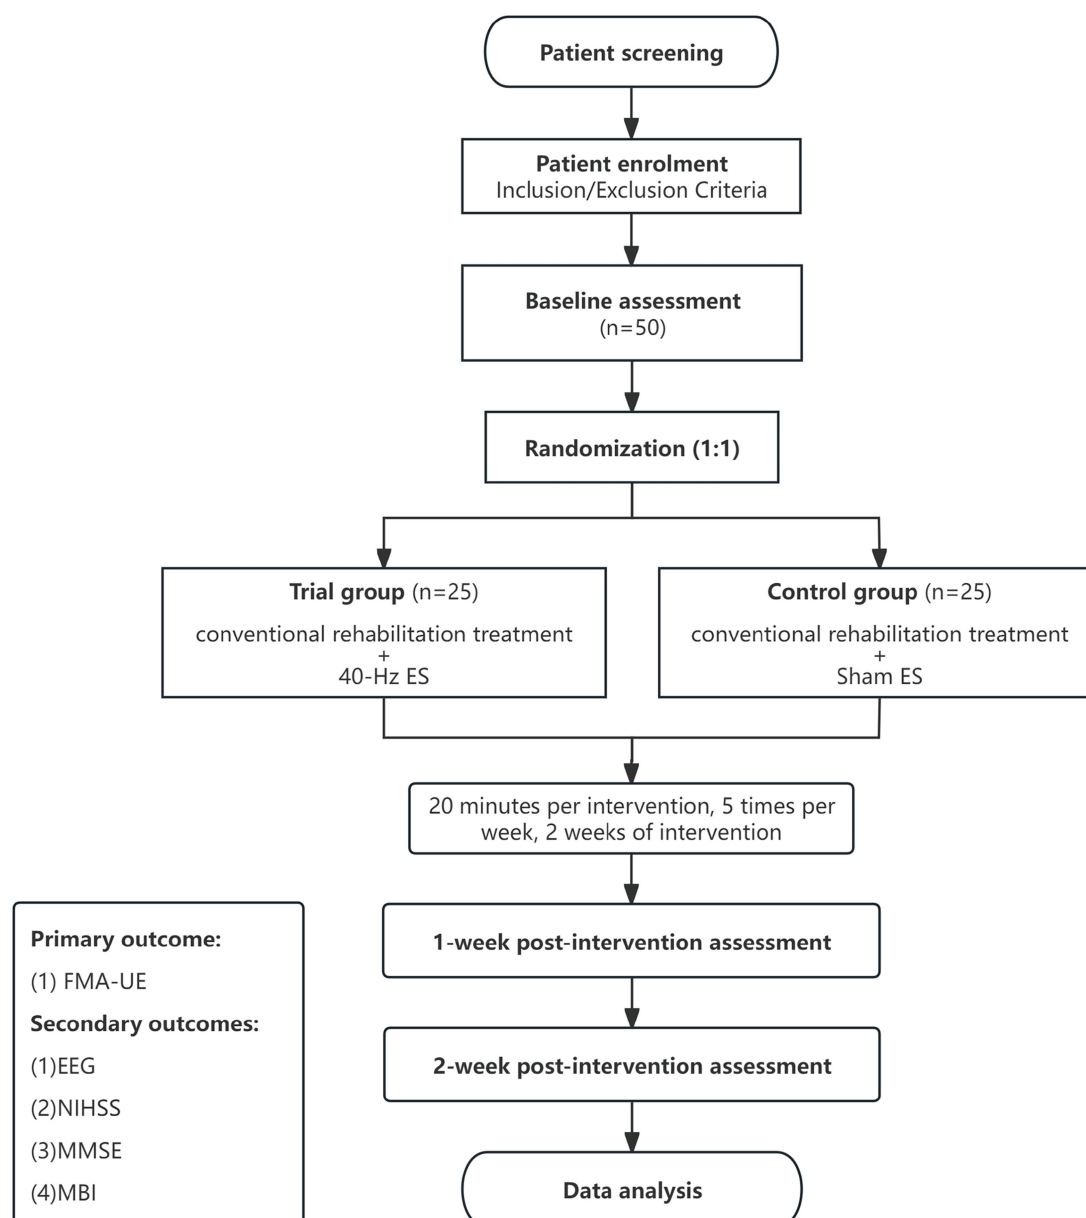 Patient screening
Patient enrolment
Inclusion/Exclusion Criteria
Baseline assessment
(n=50)
Randomization (1:1)
Trial group (n=25)
conventional rehabilitation treatment
+
40-Hz ES
Control group (n=25)
conventional rehabilitation treatment
+
Sham ES
20 minutes per intervention, 5 times per
week, 2 weeks of intervention
1-week post-intervention assessment
2-week post-intervention assessment
Data analysis
Primary outcome:
(1) FMA-UE
Secondary outcomes:
(1)EEG
(2)NIHSS
(3)MMSE
(4)MBI